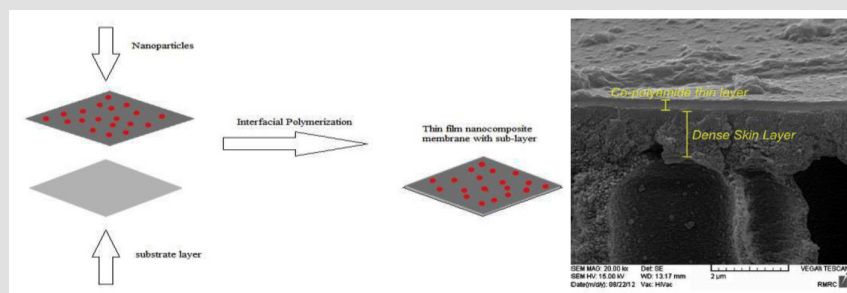 Nanoparticles
Interfacial Polymerization
Thin film nanocomposite
membrane with sub-layer
substrate layer
Co-polyamide thin layer
Dense Skin Layer
SEM MAG: 20.00 kx Det: SE
SEM HV: 15.00 kV WD: 13.17 mm 2 µm VEGA\\ TESCAN
Date(m/d/y): 08/22/12 Vac: HiVac RMRC